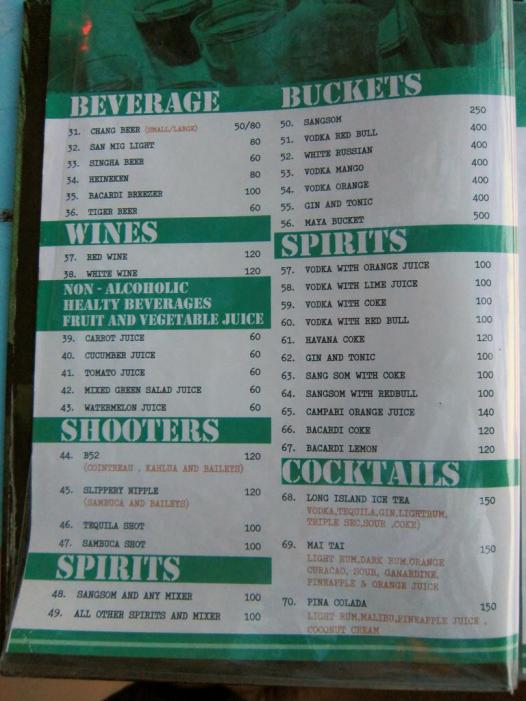 BEVERAGE
31. CHANG BEER (SMALL/LARGE) 50/80
32. SAN MIG LIGHT 80
33. SINGHA BEER 60
34. HEINEKEN 80
35. BACARDI BREEZER 100
36. TIGER BEER 60
WINES
37. RED WINE 120
38. WHITE WINE 120
NON - ALCOHOLIC
HEALTY BEVERAGES
FRUIT AND VEGETABLE JUICE
39. CARROT JUICE 60
40. CUCUMBER JUICE 60
41. TOMATO JUICE 60
42. MIXED GREEN SALAD JUICE 60
43. WATERMELON JUICE 60
SHOOTERS
44. B52 120
(COINTREAU , KAHLUA AND BAILEYS)
45. SLIPPERY NIPPLE 120
(SAMBUCA AND BAILEYS)
46. TEQUILA SHOT 100
47. SAMBUCA SHOT 100
SPIRITS
48. SANGSOM AND ANY MIXER 100
49. ALL OTHER SPIRITS AND MIXER 100
BUCKETS
50. SANGSOM 250
51. VODKA RED BULL 400
52. WHITE RUSSIAN 400
53. VODKA MANGO 400
54. VODKA ORANGE 400
55. GIN AND TONIC 400
56. MAYA BUCKET 500
SPIRITS
57. VODKA WITH ORANGE JUICE 100
58. VODKA WITH LIME JUICE 100
59. VODKA WITH COKE 100
60. VODKA WITH RED BULL 100
61. HAVANA COKE 120
62. GIN AND TONIC 100
63. SANG SOM WITH COKE 100
64. SANGSOM WITH REDBULL 100
65. CAMPARI ORANGE JUICE 140
66. BACARDI COKE 120
67. BACARDI LEMON 120
COCKTAILS
68. LONG ISLAND ICE TEA 150
VODKA,TEQUILA,GIN,LIGHTRUM,
TRIPLE SEC,SOUR ,COKE)
69. MAI TAI 150
LIGHT RUM,DARK RUM,ORANGE
CURACAO, SOUR, GANARDINE,
PINEAPPLE & ORANGE JUICE
70. PINA COLADA 150
LIGHT RUM,MALIBU,PINEAPPLE JUICE ,
COCONUT CREAM